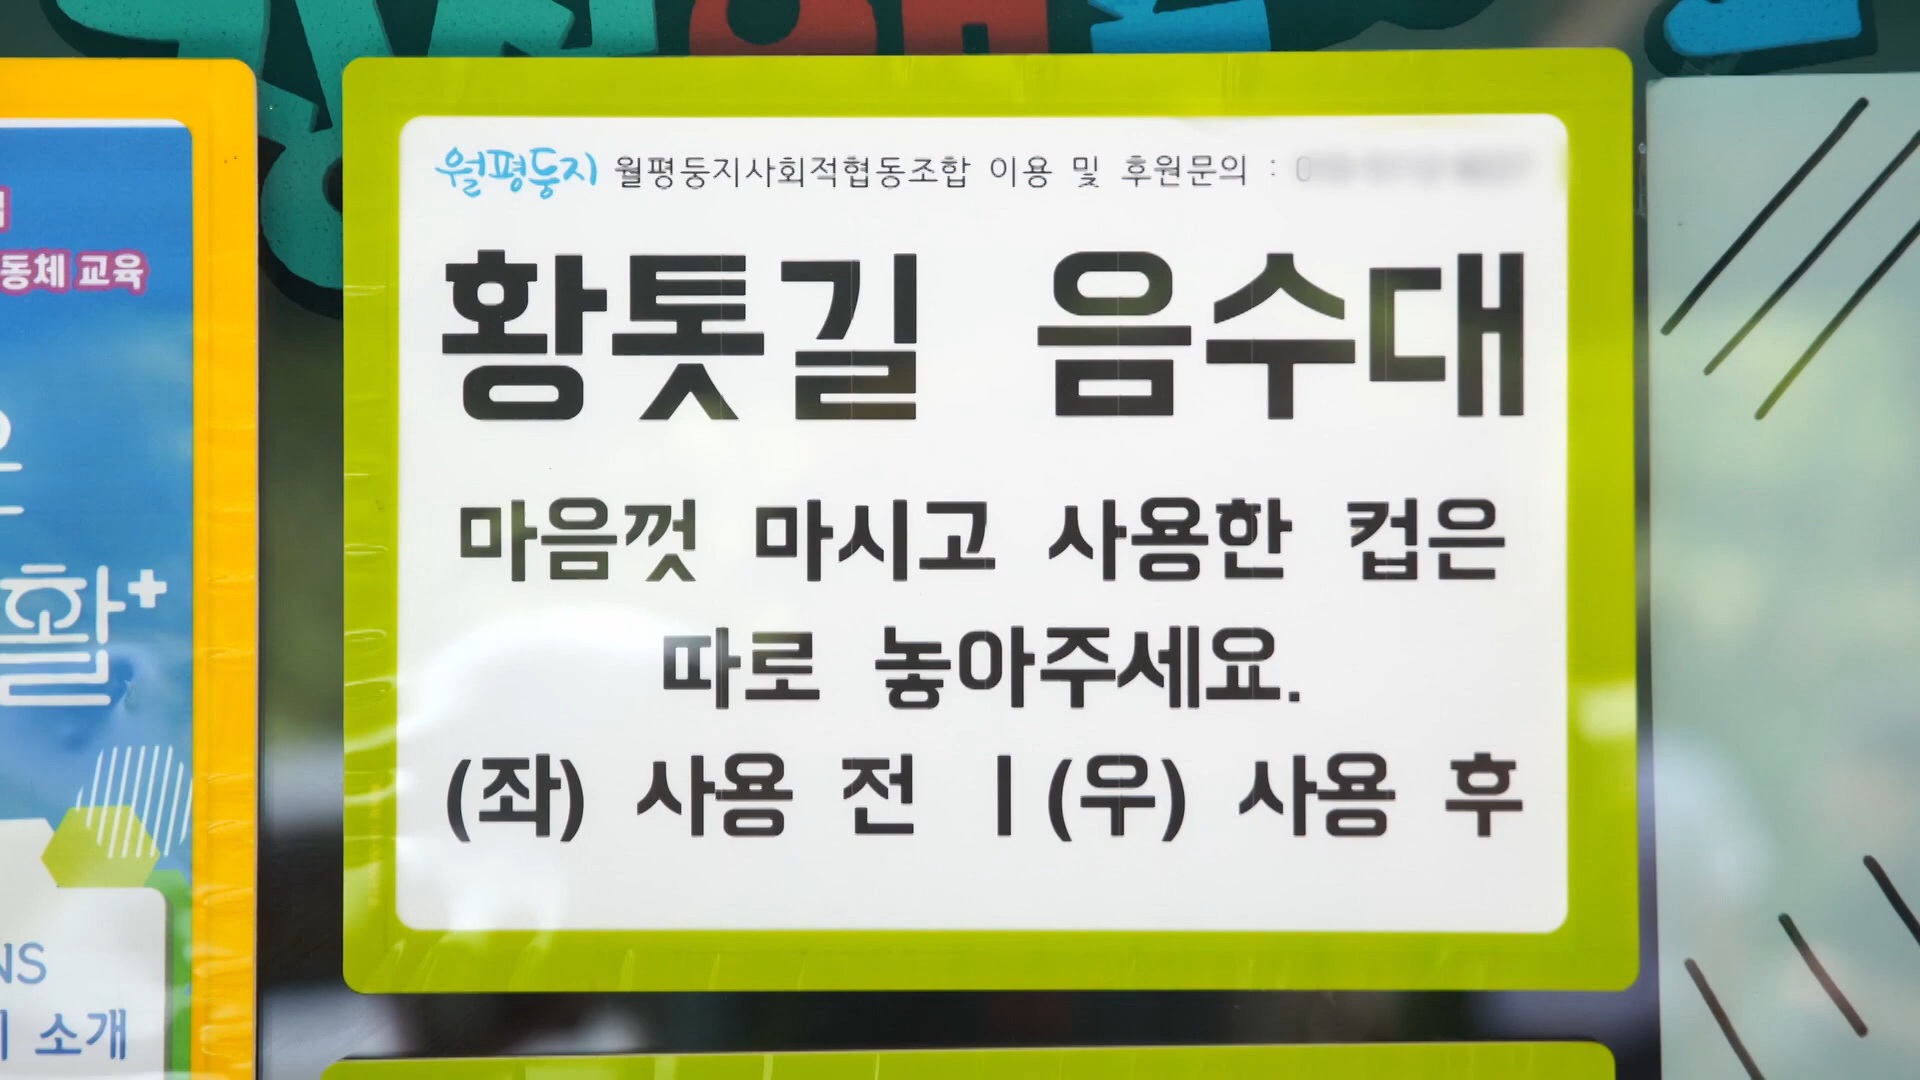 월평둥지 월평둥지사회적협동조합 이용 및 후원문의 :
황톳길 음수대
마음껏 마시고 사용한 컵은
따로 놓아주세요.
(좌) 사용 전 ㅣ(우) 사용 후
동체 교육
활+
NS
소개